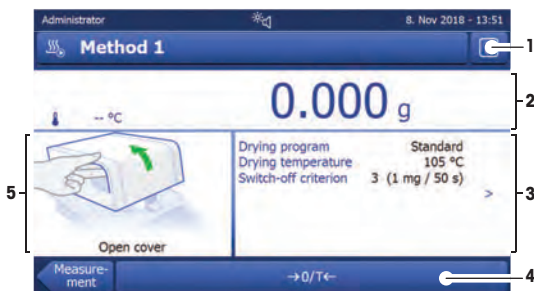 Administrator 8. Nov 2018 - 13:51
Method 1
1
-- °C 0.000 g
2
Drying program Standard
Drying temperature 105 °C
Switch-off criterion 3 (1 mg / 50 s)
>
5
3
Open cover
Measure-
ment
→0/T←
4